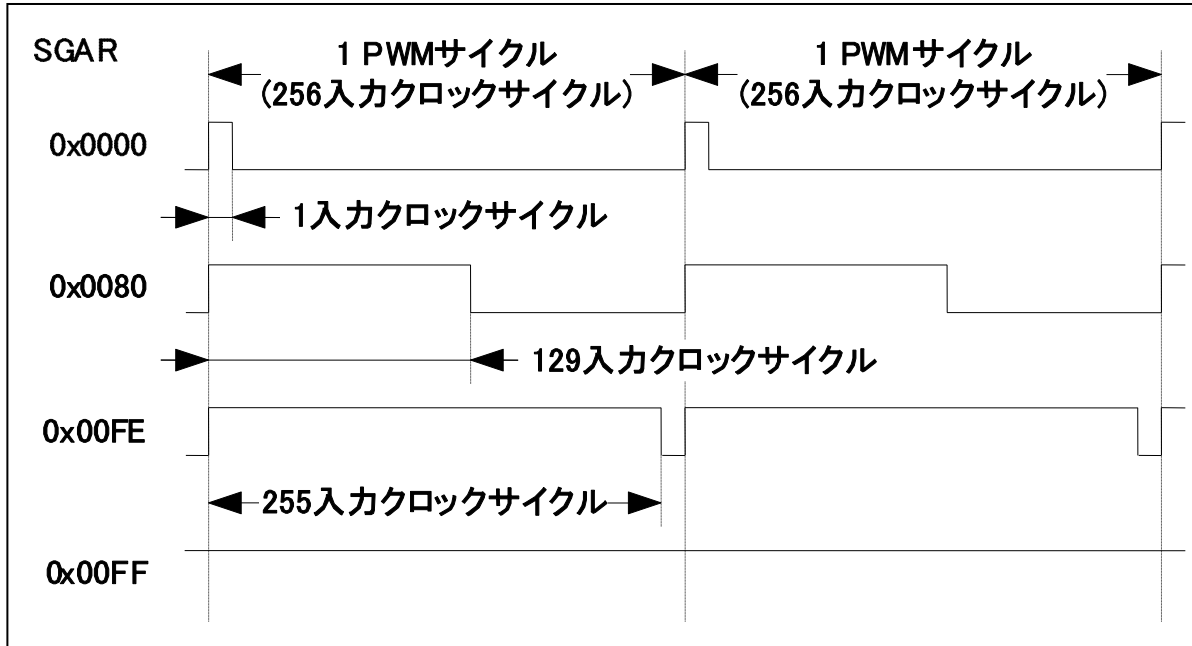 SGAR
1 PWMサイクル
(256入力クロックサイクル)
1 PWMサイクル
(256入力クロックサイクル)
0x0000
1入力クロックサイクル
0x0080
129入力クロックサイクル
0x00FE
255入力クロックサイクル
0x00FF